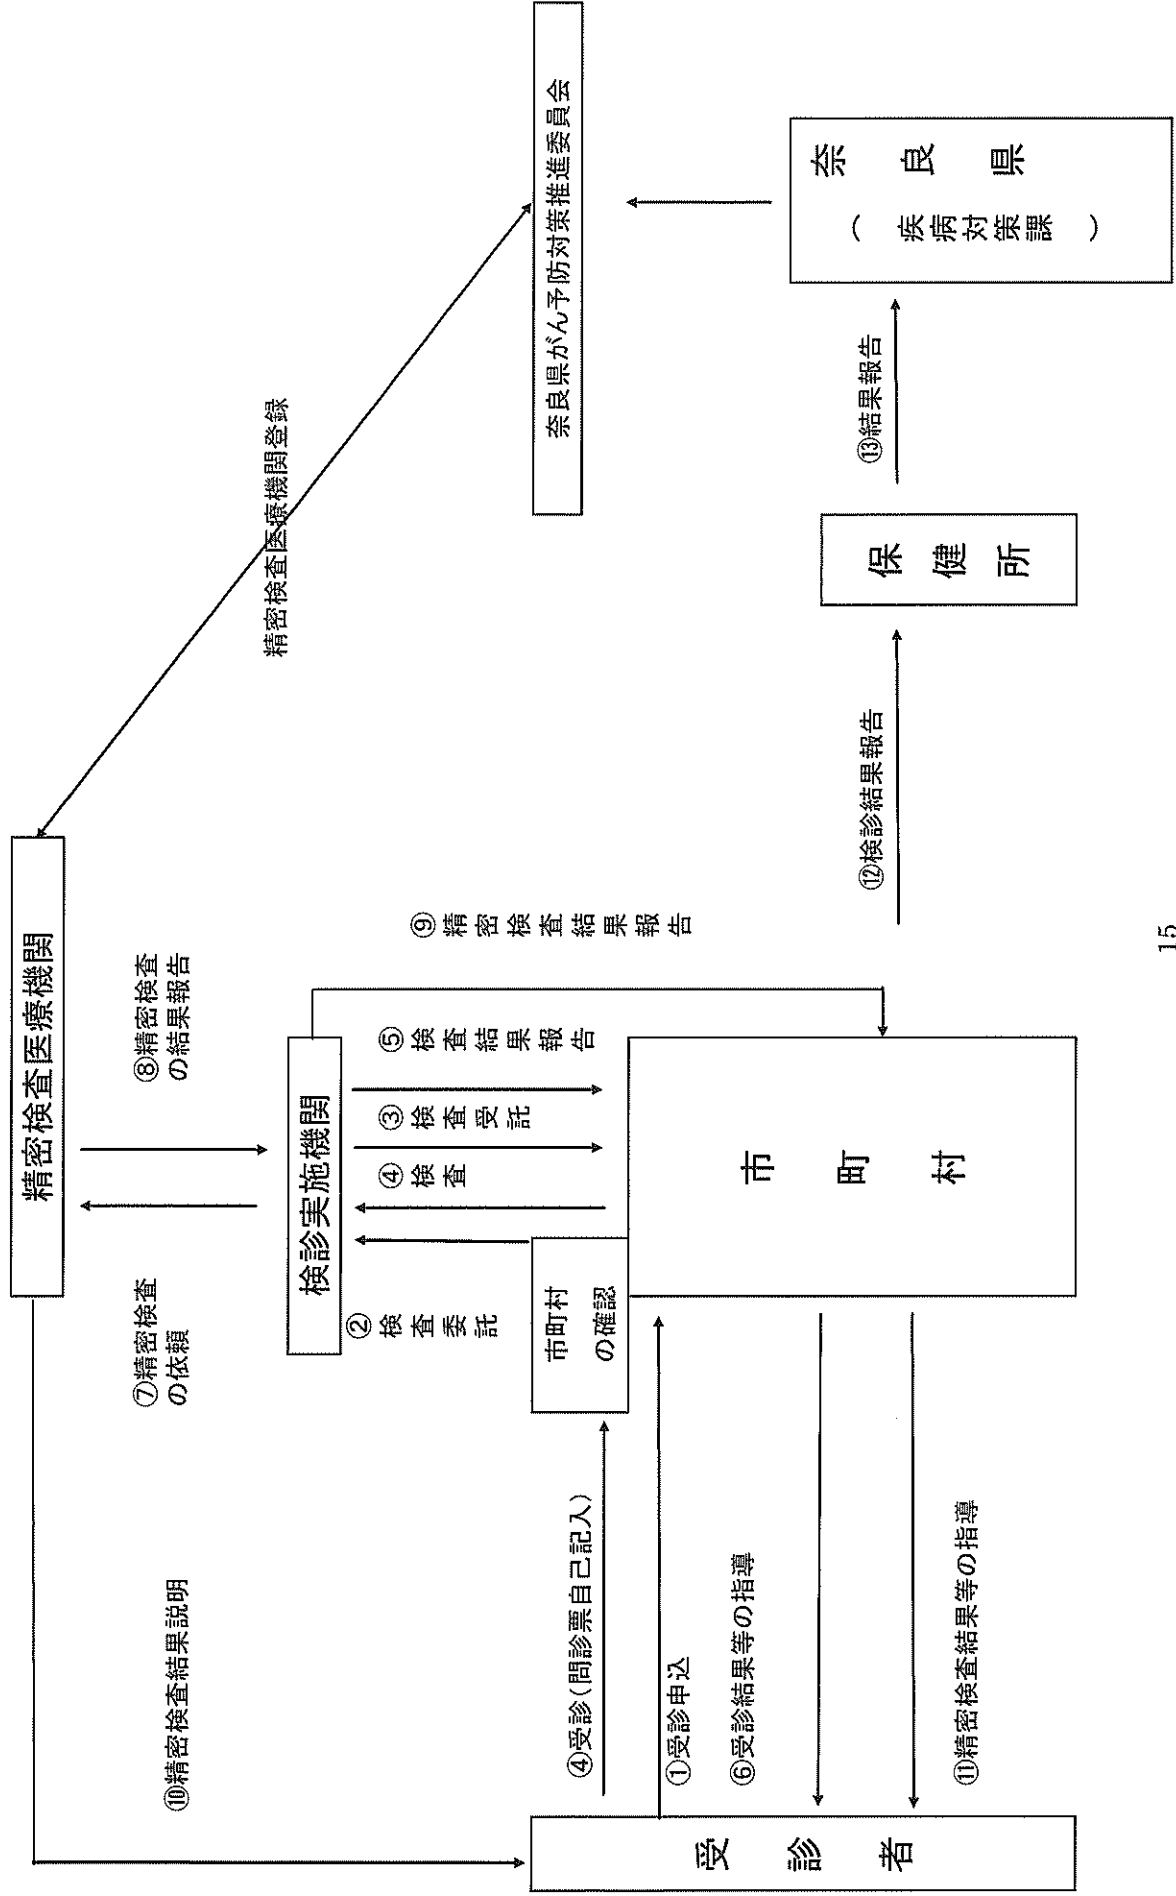 精密検査医療機関
⑩精密検査結果説明
⑦精密検査
の依頼
⑧精密検査
の結果報告
精密検査医療機関登録
検診実施機関
②検査委託
④検査
③検査受託
⑤検査結果報告
⑨精密検査結果報告
奈良県がん予防対策推進委員会
市町村
の確認
④受診(問診票自己記入)
①受診申込
⑥受診結果等の指導
⑪精密検査結果等の指導
受診者
市町村
⑫検診結果報告
保健所
⑬結果報告
奈良県
(疾病対策課)
15